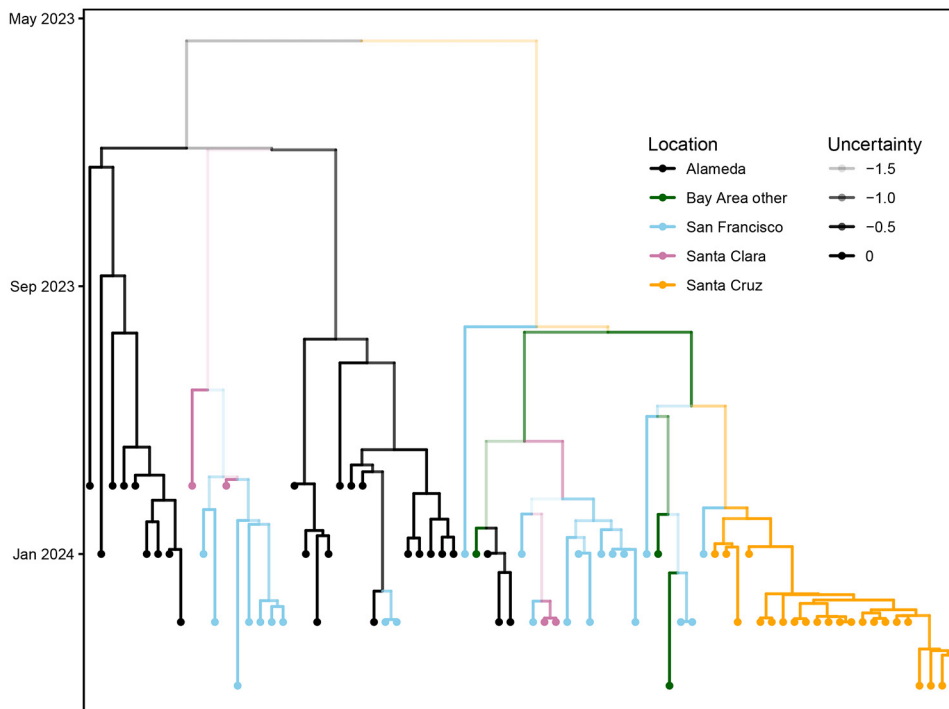 May 2023
Location Uncertainty
Alameda −1.5
Bay Area other −1.0
San Francisco −0.5
Santa Clara 0
Santa Cruz
Sep 2023
Jan 2024